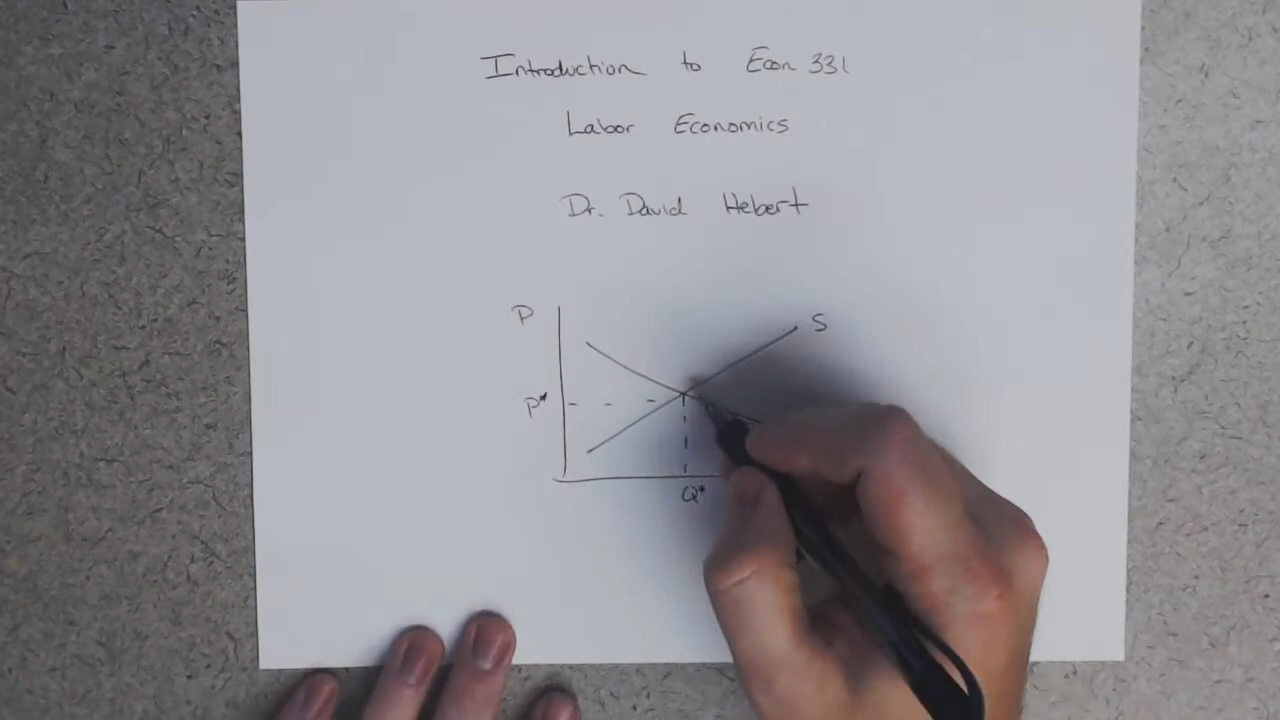 Introduction to Econ 331
Labor Economics
Dr. David Hebert
P
S
P*
Q*